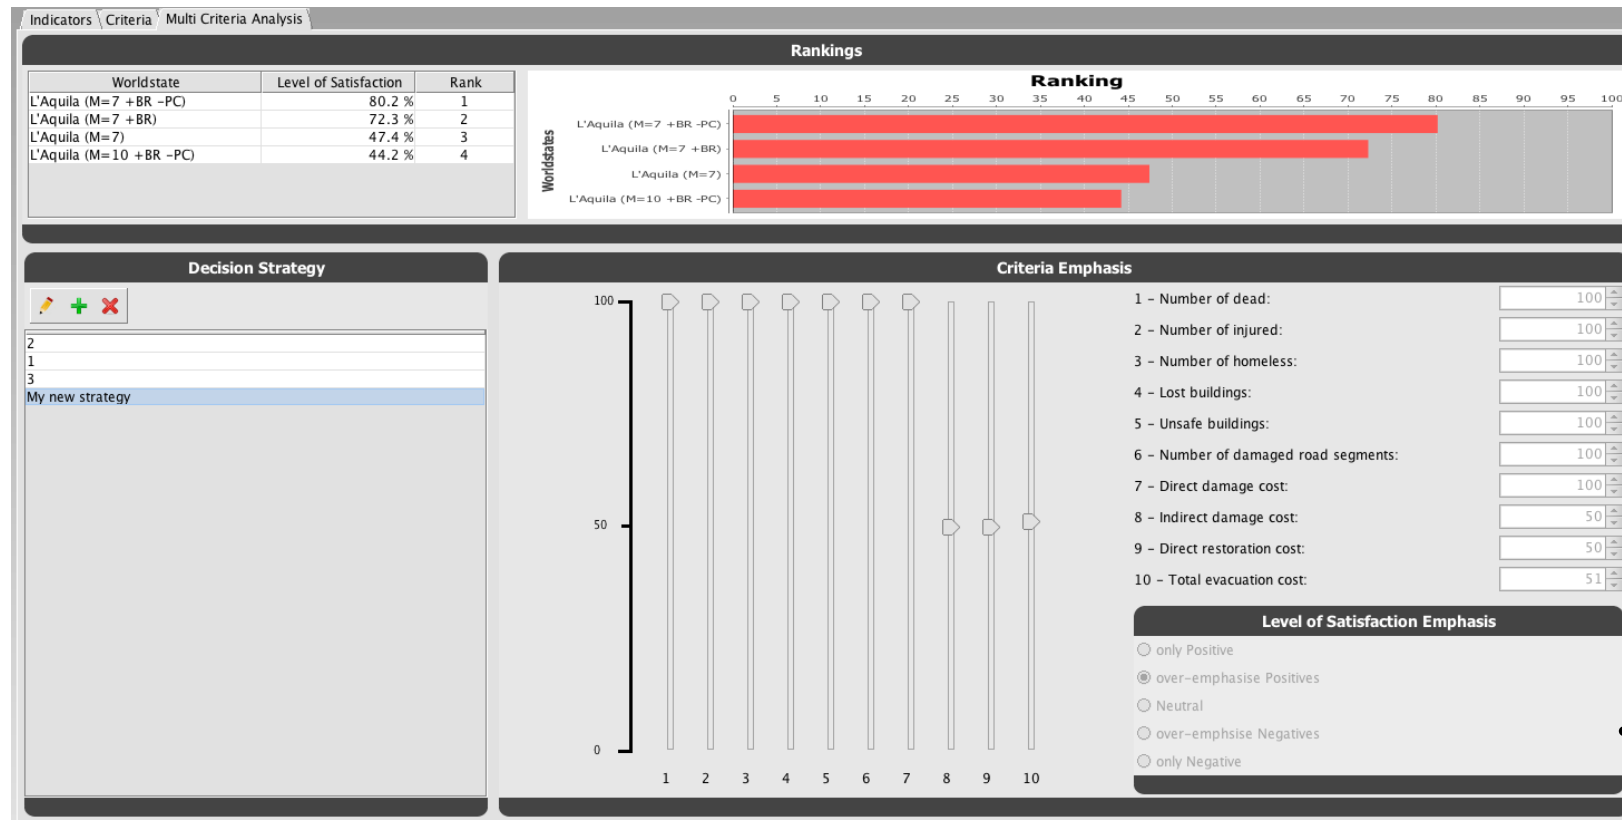 Indicators Criteria Multi Criteria Analysis
Rankings
Worldstate Level of Satisfaction Rank
L'Aquila (M=7 +BR -PC) 80.2 % 1
L'Aquila (M=7 +BR) 72.3 % 2
L'Aquila (M=7) 47.4 % 3
L'Aquila (M=10 +BR -PC) 44.2 % 4
Ranking
0 5 10 15 20 25 30 35 40 45 50 55 60 65 70 75 80 85 90 95 100
Worldstates
L'Aquila (M=7 +BR -PC)
L'Aquila (M=7 +BR)
L'Aquila (M=7)
L'Aquila (M=10 +BR -PC)
Decision Strategy
2
1
3
My new strategy
Criteria Emphasis
100
50
0
1 2 3 4 5 6 7 8 9 10
1 - Number of dead: 100
2 - Number of injured: 100
3 - Number of homeless: 100
4 - Lost buildings: 100
5 - Unsafe buildings: 100
6 - Number of damaged road segments: 100
7 - Direct damage cost: 100
8 - Indirect damage cost: 50
9 - Direct restoration cost: 50
10 - Total evacuation cost: 51
Level of Satisfaction Emphasis
only Positive
over-emphasise Positives
Neutral
over-emphsise Negatives
only Negative